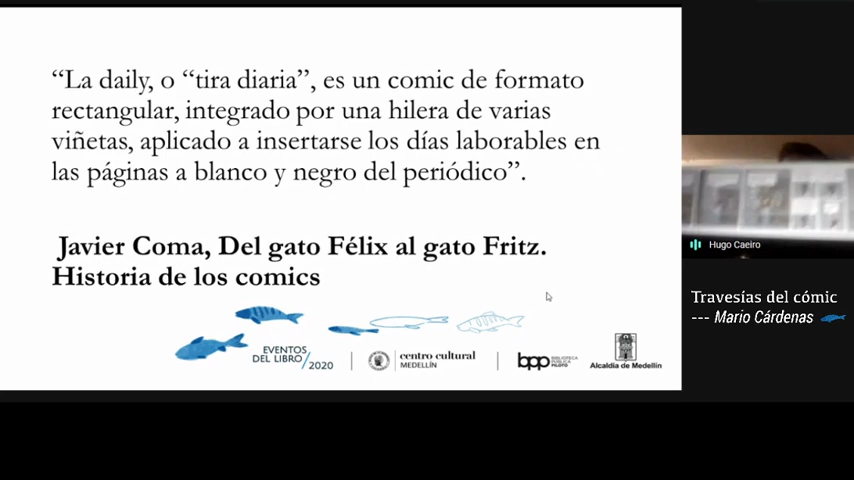 “La daily, o “tira diaria”, es un comic de formato
rectangular, integrado por una hilera de varias
viñetas, aplicado a insertarse los días laborables en
las páginas a blanco y negro del periódico”.
Javier Coma, Del gato Félix al gato Fritz.
Historia de los comics
EVENTOS
DEL LIBRO/2020
centro cultural
MEDELLÍN
bpp BIBLIOTECA
PÚBLICA
PILOTO
Alcaldía de Medellín
Hugo Caeiro
Travesías del cómic
--- Mario Cárdenas